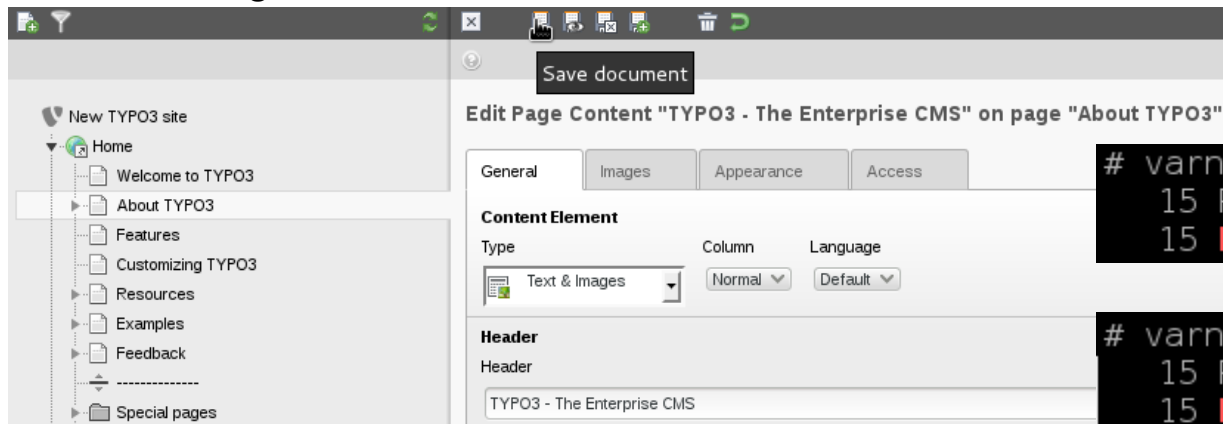 Save document
New TYPO3 site
Home
Welcome to TYPO3
About TYPO3
Features
Customizing TYPO3
Resources
Examples
Feedback
--------------
Special pages
Edit Page Content "TYPO3 - The Enterprise CMS" on page "About TYPO3"
General Images Appearance Access
Content Element
Type Column Language
Text & Images Normal Default
Header
Header
TYPO3 - The Enterprise CMS
# varn
15
15
# varn
15
15